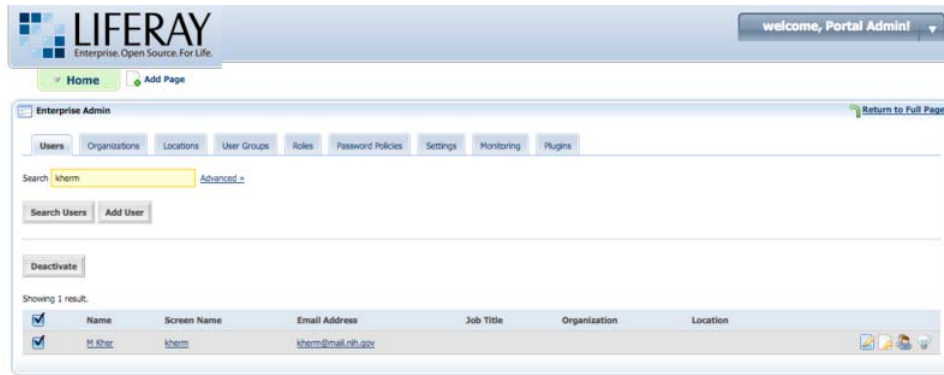 LIFERAY
Enterprise. Open Source. For Life.
welcome, Portal Admin!
Home
Add Page
Enterprise Admin
Return to Full Page
Users Organizations Locations User Groups Roles Password Policies Settings Monitoring Plugins
Search kherm Advanced »
Search Users Add User
Deactivate
Showing 1 result.
Name Screen Name Email Address Job Title Organization Location
M Kher kherm kherm@mail.nih.gov